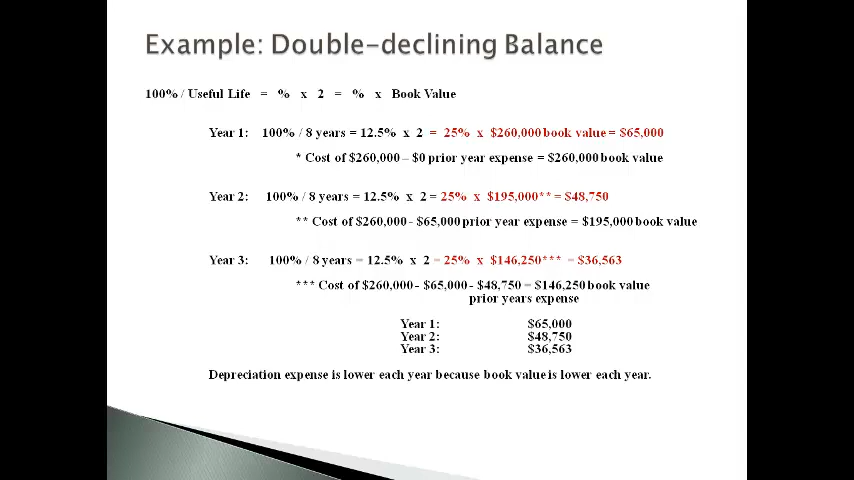 Example: Double-declining Balance
100% / Useful Life = % x 2 = % x Book Value
Year 1: 100% / 8 years = 12.5% x 2 = 25% x $260,000 book value = $65,000
* Cost of $260,000 – $0 prior year expense = $260,000 book value
Year 2: 100% / 8 years = 12.5% x 2 = 25% x $195,000** = $48,750
** Cost of $260,000 - $65,000 prior year expense = $195,000 book value
Year 3: 100% / 8 years = 12.5% x 2 = 25% x $146,250*** = $36,563
*** Cost of $260,000 - $65,000 - $48,750 = $146,250 book value
prior years expense
Year 1: $65,000
Year 2: $48,750
Year 3: $36,563
Depreciation expense is lower each year because book value is lower each year.